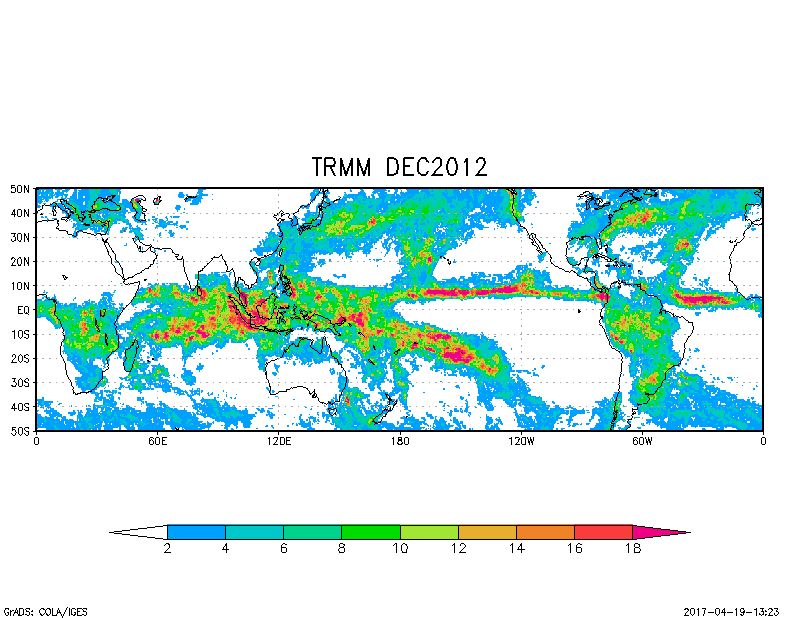 TRMM DEC2012
50N
40N
30N
20N
10N
EQ
10S
20S
30S
40S
50S
0 60E 120E 180 120W 60W 0
2 4 6 8 10 12 14 16 18
GrADS: COLA/IGES 2017-04-19-13:23